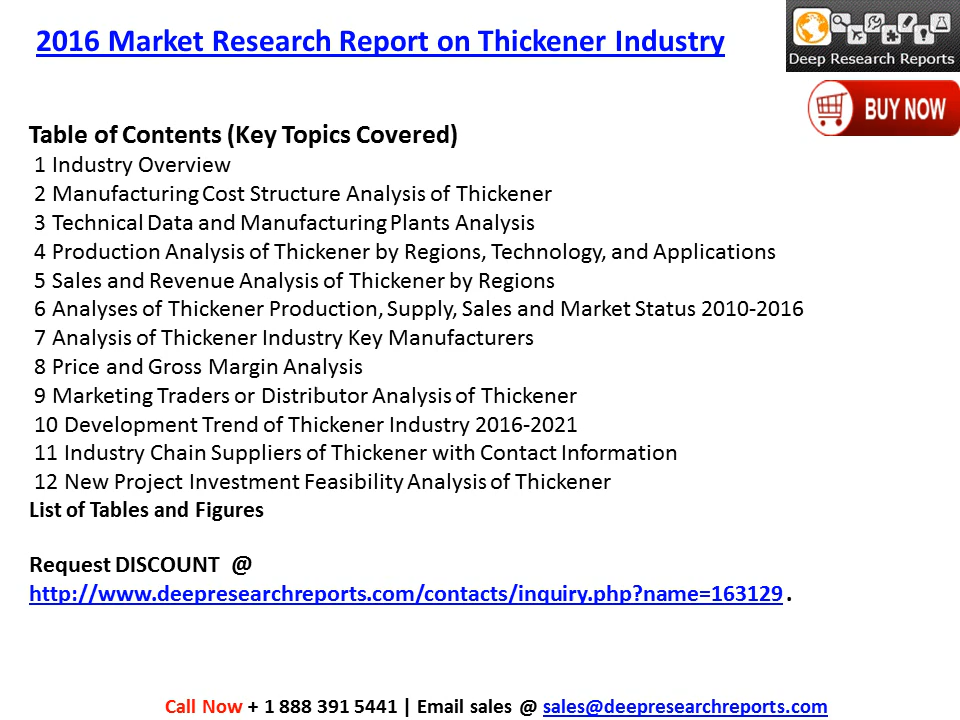 2016 Market Research Report on Thickener Industry
Deep Research Reports
BUY NOW
Table of Contents (Key Topics Covered)
1 Industry Overview
2 Manufacturing Cost Structure Analysis of Thickener
3 Technical Data and Manufacturing Plants Analysis
4 Production Analysis of Thickener by Regions, Technology, and Applications
5 Sales and Revenue Analysis of Thickener by Regions
6 Analyses of Thickener Production, Supply, Sales and Market Status 2010-2016
7 Analysis of Thickener Industry Key Manufacturers
8 Price and Gross Margin Analysis
9 Marketing Traders or Distributor Analysis of Thickener
10 Development Trend of Thickener Industry 2016-2021
11 Industry Chain Suppliers of Thickener with Contact Information
12 New Project Investment Feasibility Analysis of Thickener
List of Tables and Figures
Request DISCOUNT @
http://www.deepresearchreports.com/contacts/inquiry.php?name=163129 .
Call Now + 1 888 391 5441 | Email sales @ sales@deepresearchreports.com